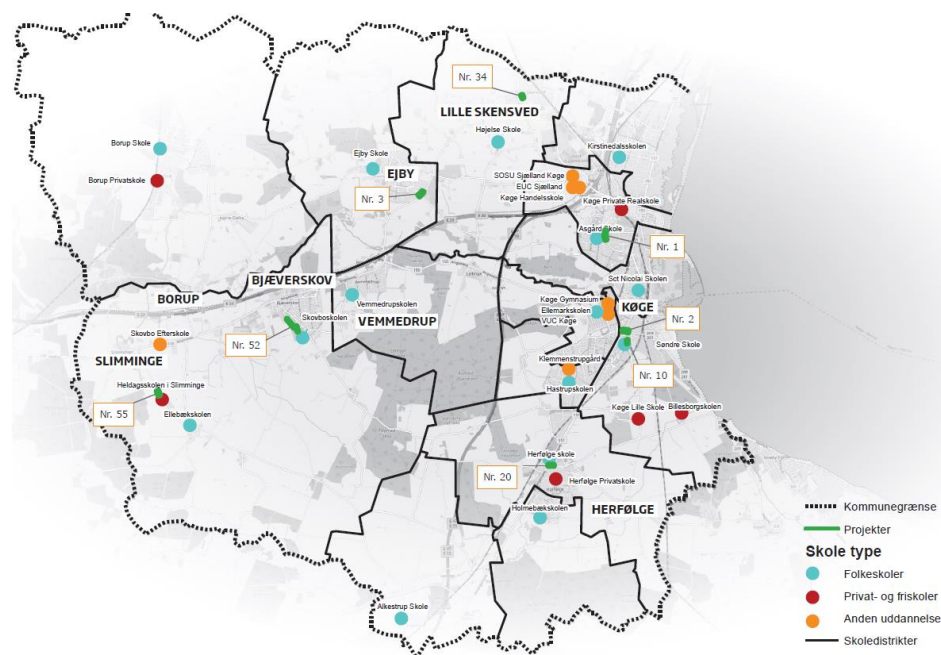 Nr. 34
LILLE SKENSVED
Højelse Skole
Kirstinedalsskolen
Borup Skole
Borup Privatskole
Ejby Skole
EJBY
Nr. 3
SOSU Sjælland Køge
EUC Sjælland
Køge Handelsskole
Køge Private Realskole
Asgård Skole
Nr. 1
Sct Nicolai Skolen
BJÆVERSKOV
BORUP
Vemmedrupskolen
VEMMEDRUP
Køge Gymnasium
Ellemarkskolen
VUC Køge
KØGE
Nr. 2
Søndre Skole
Nr. 10
Skovboskolen
Nr. 52
Skovbo Efterskole
SLIMMINGE
Heldagsskolen i Slimminge
Nr. 55
Ellebækskolen
Klemmenstrupgård
Hastrupskolen
Køge Lille Skole
Billesborgskolen
Herfølge skole
Nr. 20
Herfølge Privatskole
Holmebækskolen
HERFØLGE
Alkestrup Skole
Kommunegrænse
Projekter
Skole type
Folkeskoler
Privat- og friskoler
Anden uddannelse
Skoledistrikter